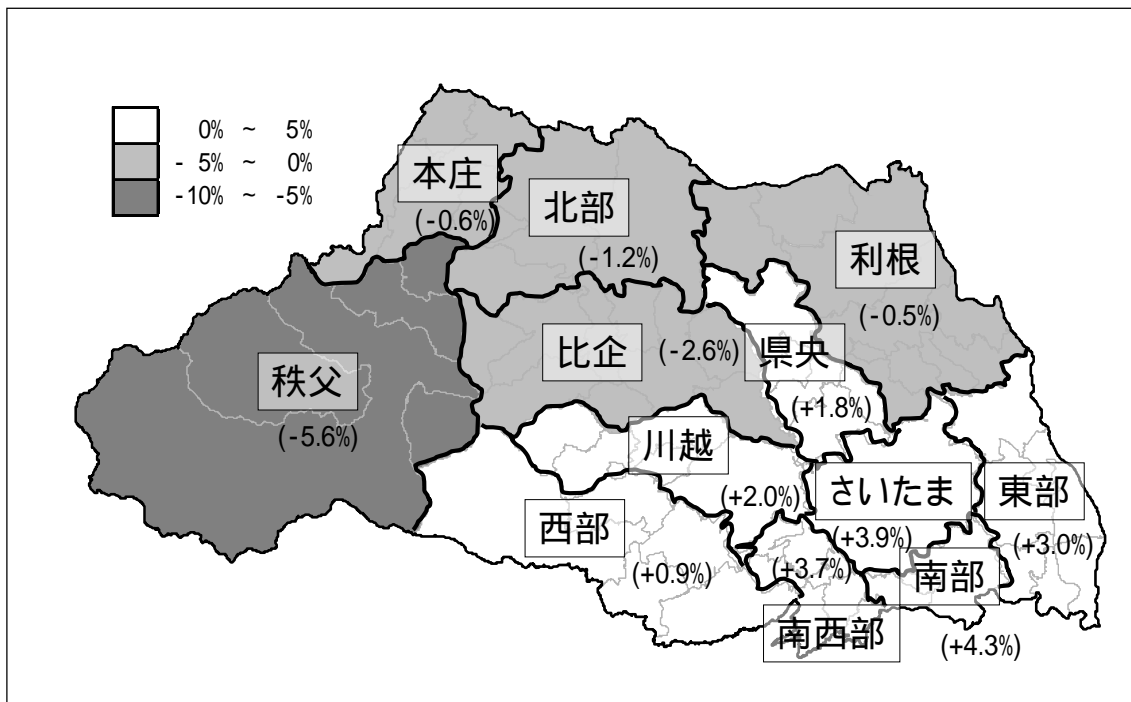 0% ~ 5%
- 5% ~ 0%
-10% ~ -5%
本庄
(-0.6%)
北部
(-1.2%)
利根
(-0.5%)
秩父
(-5.6%)
比企
(-2.6%)
県央
(+1.8%)
川越
(+2.0%)
さいたま
(+3.9%)
東部
(+3.0%)
西部
(+0.9%)
(+3.7%)
南西部
南部
(+4.3%)